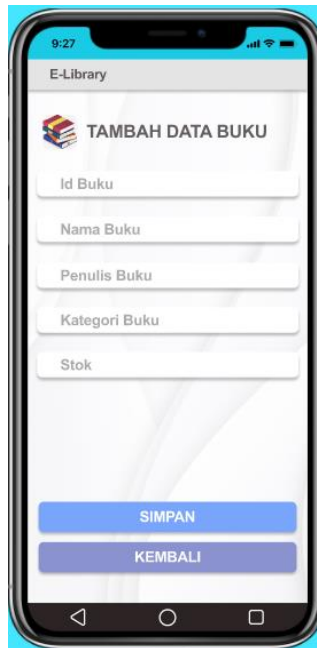 9:27
E-Library
TAMBAH DATA BUKU
Id Buku
Nama Buku
Penulis Buku
Kategori Buku
Stok
SIMPAN
KEMBALI